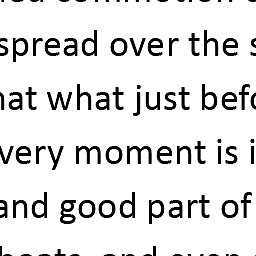 spread over the s
hat what just befo
very moment is i
and good part of